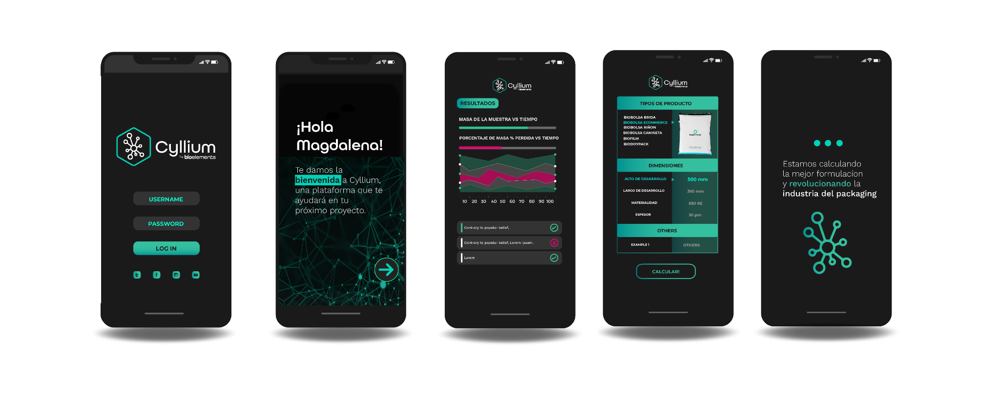 Cyllium
by bioelements
USERNAME
PASSWORD
LOG IN
¡Hola
Magdalena!
Te damos la
bienvenida a Cyllium,
una plataforma que te
ayudará en tu
próximo proyecto.
Cyllium
by bioelements
RESULTADOS
MASA DE LA MUESTRA VS TIEMPO
PORCENTAJE DE MASA % PERDIDA VS TIEMPO
10 20 30 40 50 60 70 80 90 100
Contrary to popular belief,
Contrary to popular belief, Lorem Ipsum.
X
Lorem
Cyllium
by bioelements
TIPOS DE PRODUCTO
BIOBOLSA BRIDA
BIOBOLSA ECOMMERCE
BIOBOLSA RIÑON
BIOBOLSA CAMISETA
BIOFILM
BIODOYPACK
bioelements
DIMENSIONES
ALTO DE DESARROLLO 500 mm
LARGO DE DESARROLLO 360 mm
MATERIALIDAD BIO 8E
ESPESOR 30 µm
OTHERS
EXAMPLE 1 OTHERS
CALCULAR!
Estamos calculando
la mejor formulacíon
y revolucionando la
industria del packaging